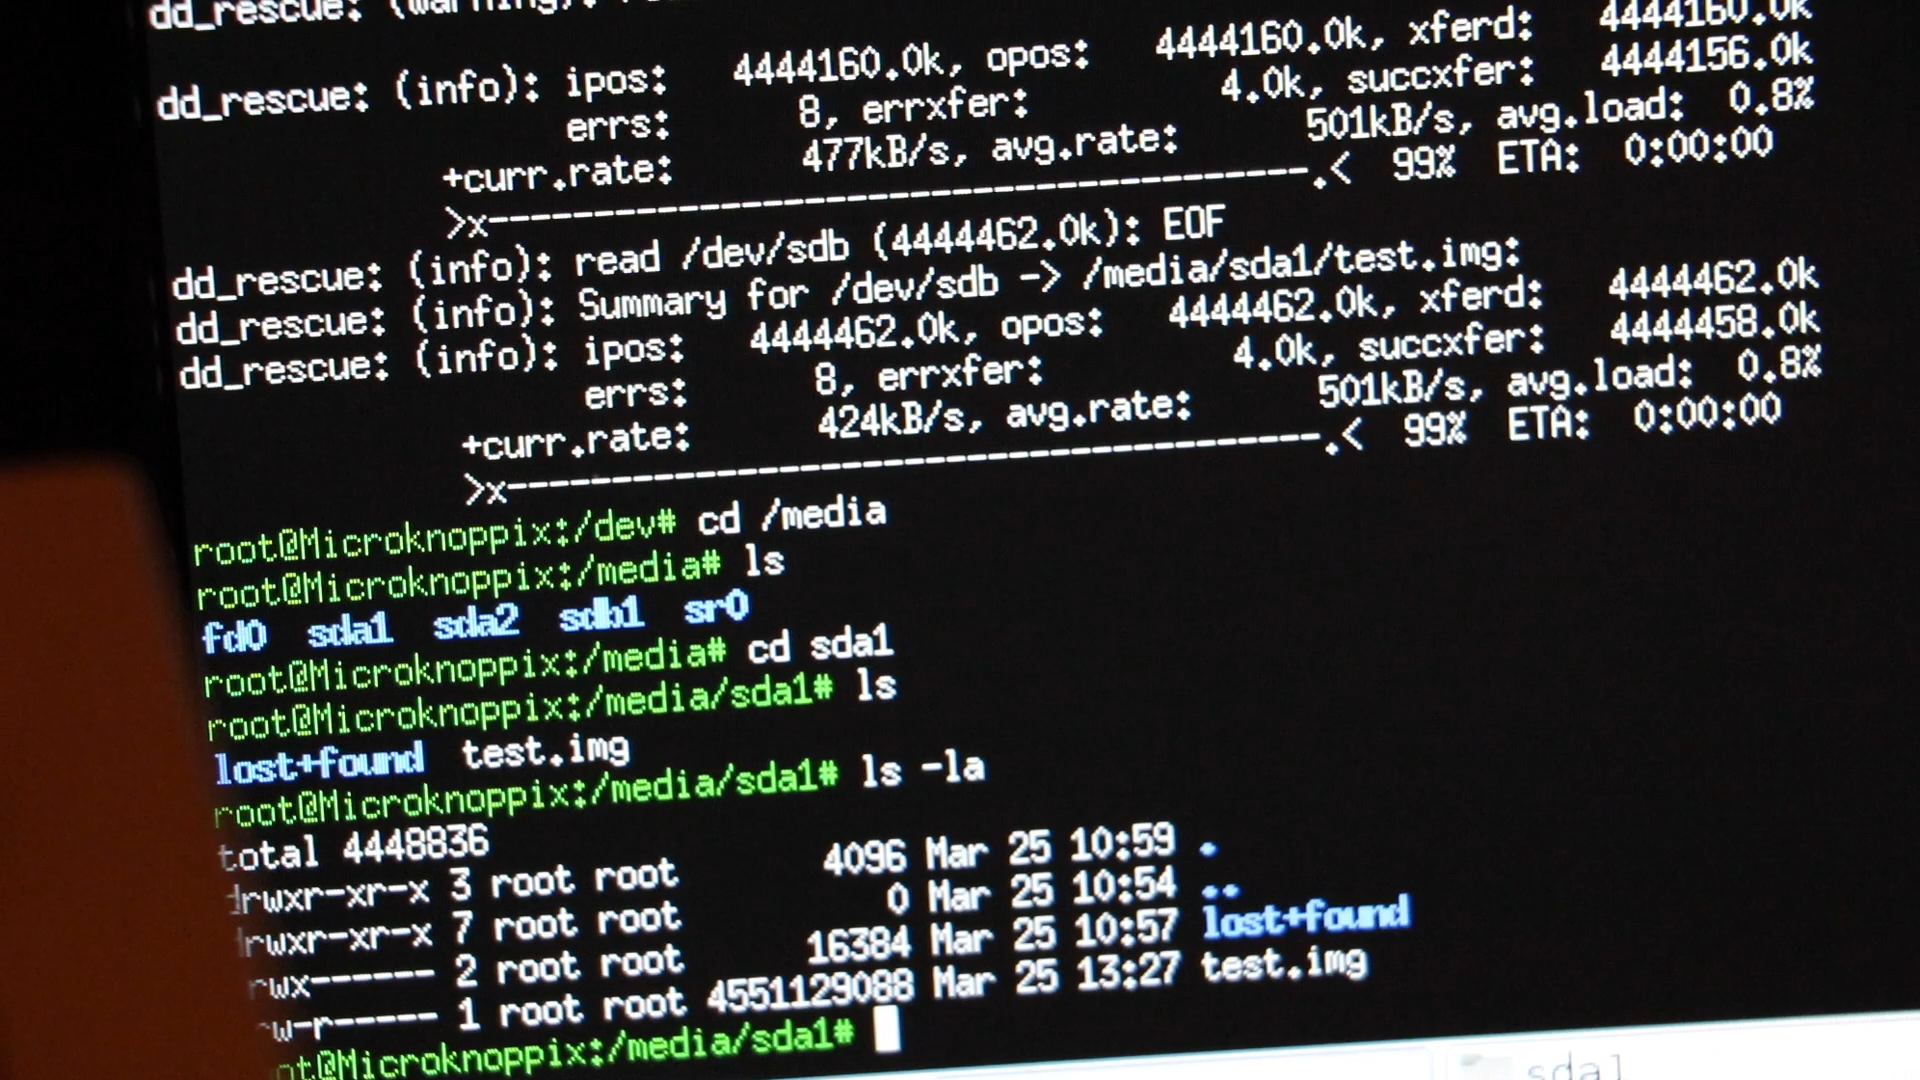 dd_rescue: (warning):
dd_rescue: (info): ipos: 4444160.0k, opos: 4444160.0k, xferd: 4444160.0k
errs: 8, errxfer: 4.0k, succxfer: 4444156.0k
+curr.rate: 477kB/s, avg.rate: 501kB/s, avg.load: 0.8%
>x-----------------------------------------.< 99% ETA: 0:00:00
dd_rescue: (info): read /dev/sdb (4444462.0k): EOF
dd_rescue: (info): Summary for /dev/sdb -> /media/sda1/test.img:
dd_rescue: (info): ipos: 4444462.0k, opos: 4444462.0k, xferd: 4444462.0k
errs: 8, errxfer: 4.0k, succxfer: 4444458.0k
+curr.rate: 424kB/s, avg.rate: 501kB/s, avg.load: 0.8%
>x-----------------------------------------.< 99% ETA: 0:00:00
root@Microknoppix:/dev# cd /media
root@Microknoppix:/media# ls
fd0 sda1 sda2 sdb1 sr0
root@Microknoppix:/media# cd sda1
root@Microknoppix:/media/sda1# ls
lost+found test.img
root@Microknoppix:/media/sda1# ls -la
total 4448836
drwxr-xr-x 3 root root 4096 Mar 25 10:59 .
drwxr-xr-x 7 root root 0 Mar 25 10:54 ..
rwx------ 2 root root 16384 Mar 25 10:57 lost+found
rw-r----- 1 root root 4551129088 Mar 25 13:27 test.img
ot@Microknoppix:/media/sda1#
sda1